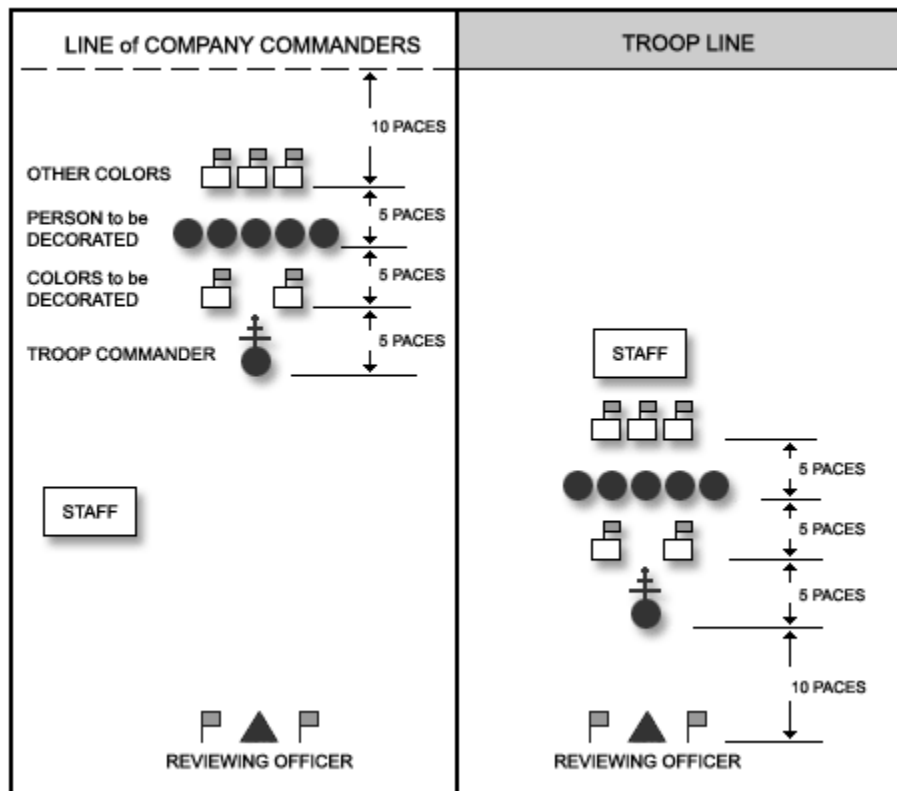 LINE of COMPANY COMMANDERS
10 PACES
OTHER COLORS
5 PACES
PERSON to be
DECORATED
5 PACES
COLORS to be
DECORATED
5 PACES
TROOP COMMANDER
STAFF
REVIEWING OFFICER
TROOP LINE
STAFF
5 PACES
5 PACES
5 PACES
10 PACES
REVIEWING OFFICER